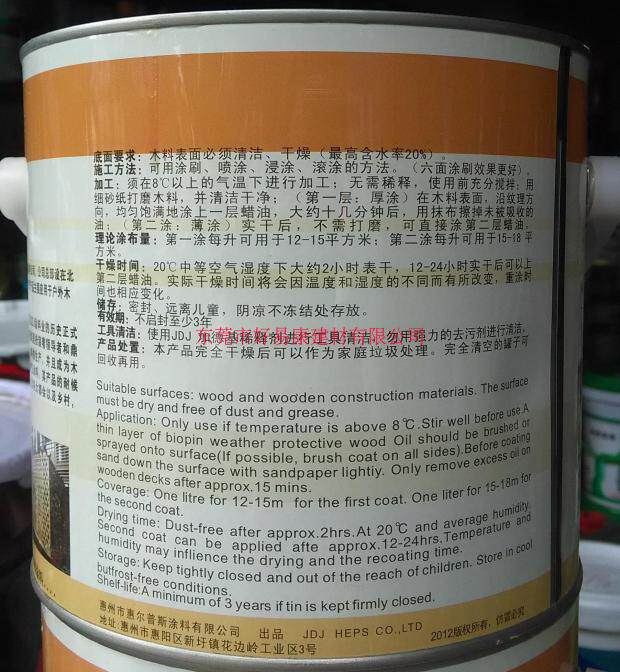 底面要求：木料表面必须清洁、干燥（最高含水率20%）。
施工方法：可用涂刷、喷涂、浸涂、滚涂的方法。（六面涂刷效果更好）。
加工：须在8℃以上的气温下进行加工；无需稀释，使用前充分搅拌；用
细砂纸打磨木料，并清洁干净；（第一层：厚涂）在木料表面，沿纹理方
向，均匀饱满地涂上一层蜡油，大约十几分钟后，用抹布擦掉未被吸收的
油；（第二涂：薄涂）实干后，不需打磨，可直接涂第二层蜡油。
理论涂布量：第一涂每升可用于12-15平方米；第二涂每升可用于15-18 平
方米。
干燥时间：20℃中等空气湿度下大约2小时表干，12-24小时实干后可以上
第二层蜡油。实际干燥时间将会因温度和湿度的不同而有所改变，重涂时
间也相应变化。
储存：密封、远离儿童，阴凉不冻结处存放。
有效期：不启封至少3年
工具清洁：使用JDJ 清洁，勿用强力的去污剂进行清洁，
产品处置：本产品完全干燥后可以作为家庭垃圾处理。完全清空的罐子可
回收再用。
Suitable surfaces: wood and wooden construction materials. The surface
must be dry and free of dust and grease.
Application: Only use if temperature is above 8℃.Stir well before use.A
thin layer of biopin weather protective wood Oil should be brushed or
sprayed onto surface(If possible, brush coat on all sides).Before coating
sand down the surface with sandpaper lightiy. Only remove excess oil on
wooden decks after approx.15 mins.
Coverage: One litre for 12-15m for the first coat. One liter for 15-18m for
the second coat.
Drying time: Dust-free after approx.2hrs.At 20℃ and average humidity.
Second coat can be applied afte approx.12-24hrs.Temperature and
humidity may inflience the drying and the recoating time.
Storage: Keep tightly closed and out of the reach of children. Store in cool
butfrost-free conditions.
Shelf-life:A minimum of 3 years if tin is kept firmly closed.
惠州市惠尔普斯涂料有限公司 出品 JDJ HEPS CO.,LTD
地址:惠州市惠阳区新圩镇花边岭工业区3号
2012版权所有，仿冒必究